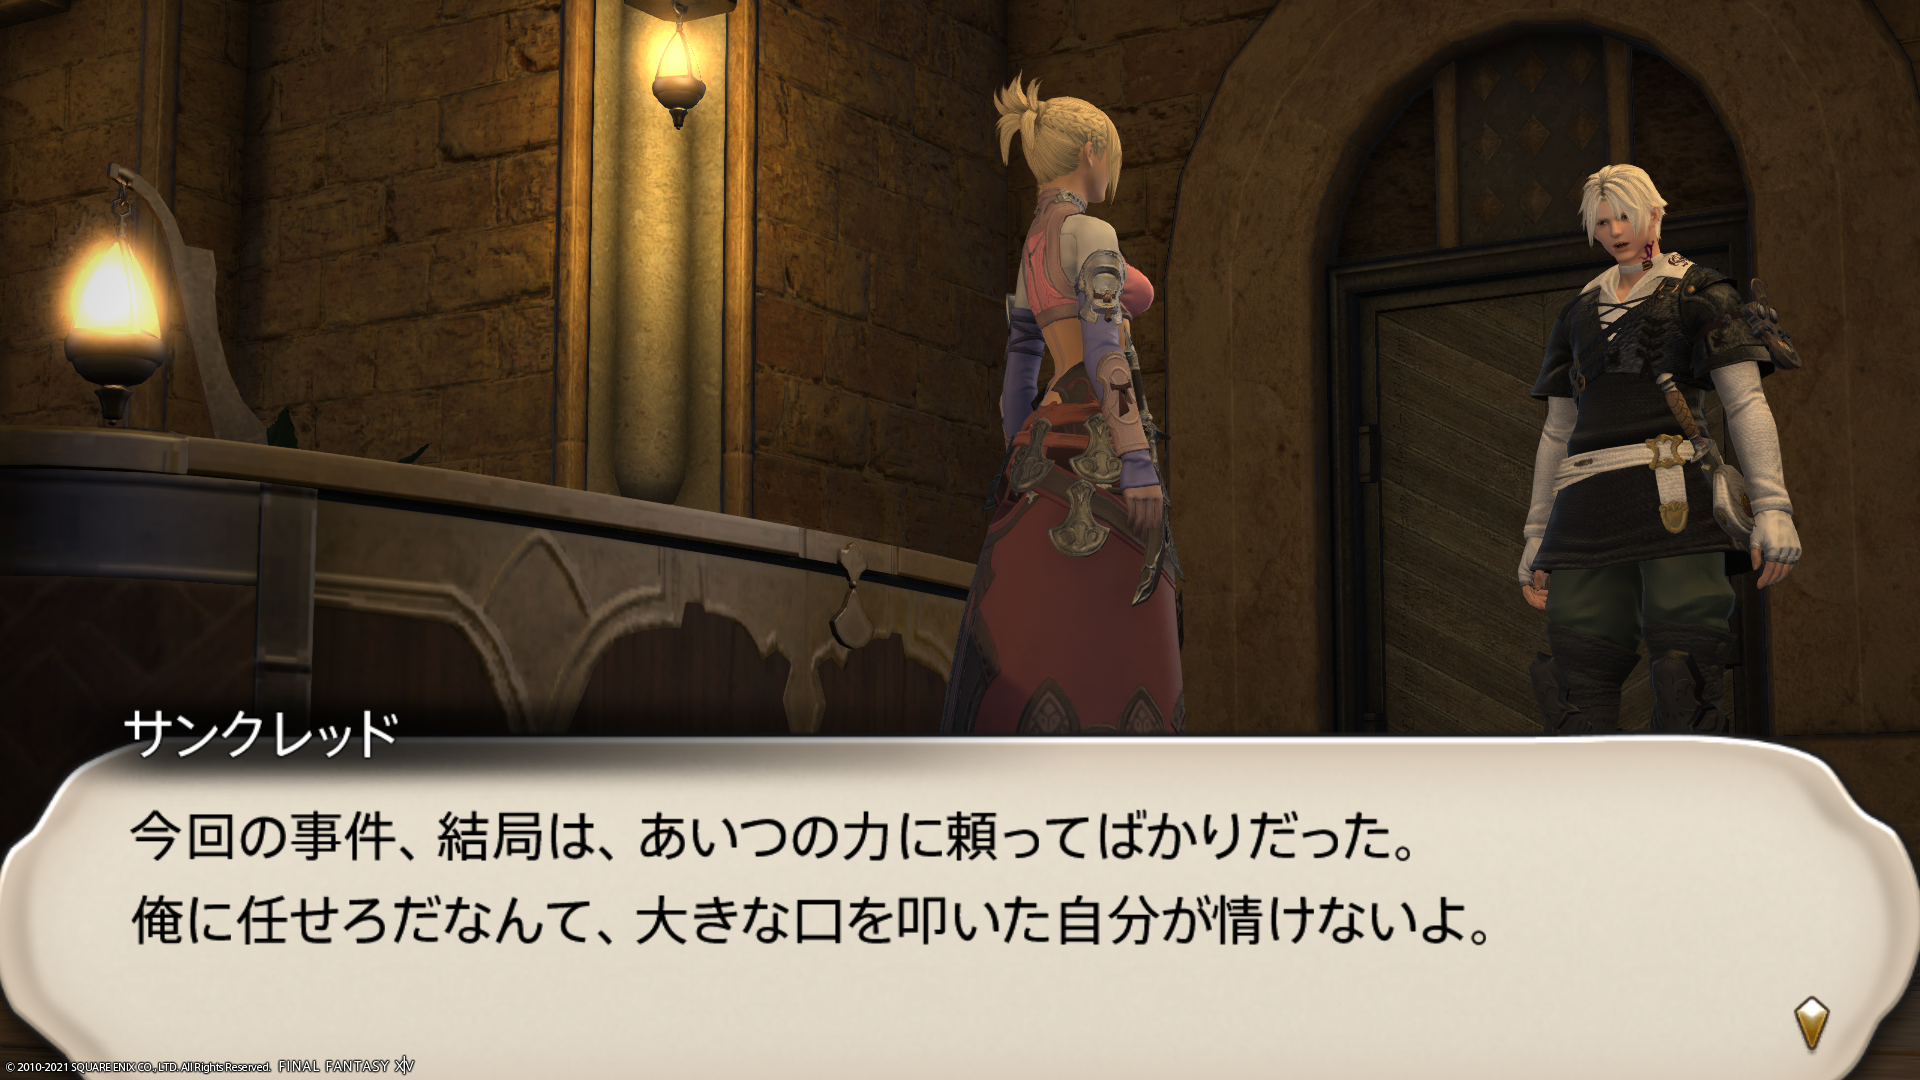 サンクレッド
今回の事件、結局は、あいつの力に頼ってばかりだった。
俺に任せろだなんて、大きな口を叩いた自分が情けないよ。
© 2010-2021 SQUARE ENIX CO., LTD. All Rights Reserved. FINAL FANTASY XIV